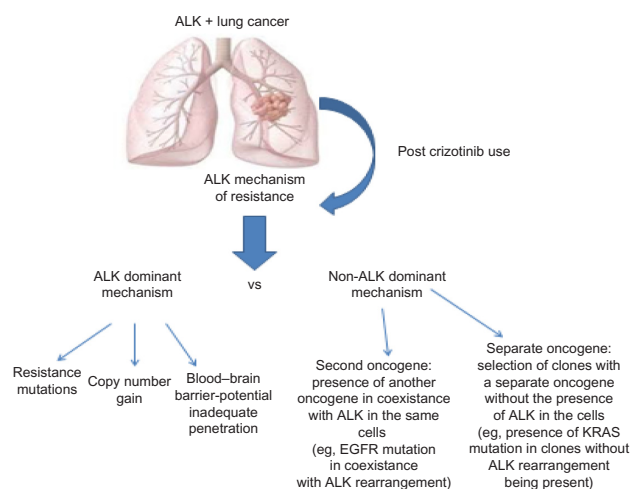 ALK + lung cancer
Post crizotinib use
ALK mechanism
of resistance
vs
ALK dominant
mechanism
Non-ALK dominant
mechanism
Resistance
mutations
Copy number
gain
Blood–brain
barrier-potential
inadequate
penetration
Second oncogene:
presence of another
oncogene in coexistance
with ALK in the same
cells
(eg, EGFR mutation
in coexistance
with ALK rearrangement)
Separate oncogene:
selection of clones with
a separate oncogene
without the presence
of ALK in the cells
(eg, presence of KRAS
mutation in clones without
ALK rearrangement
being present)